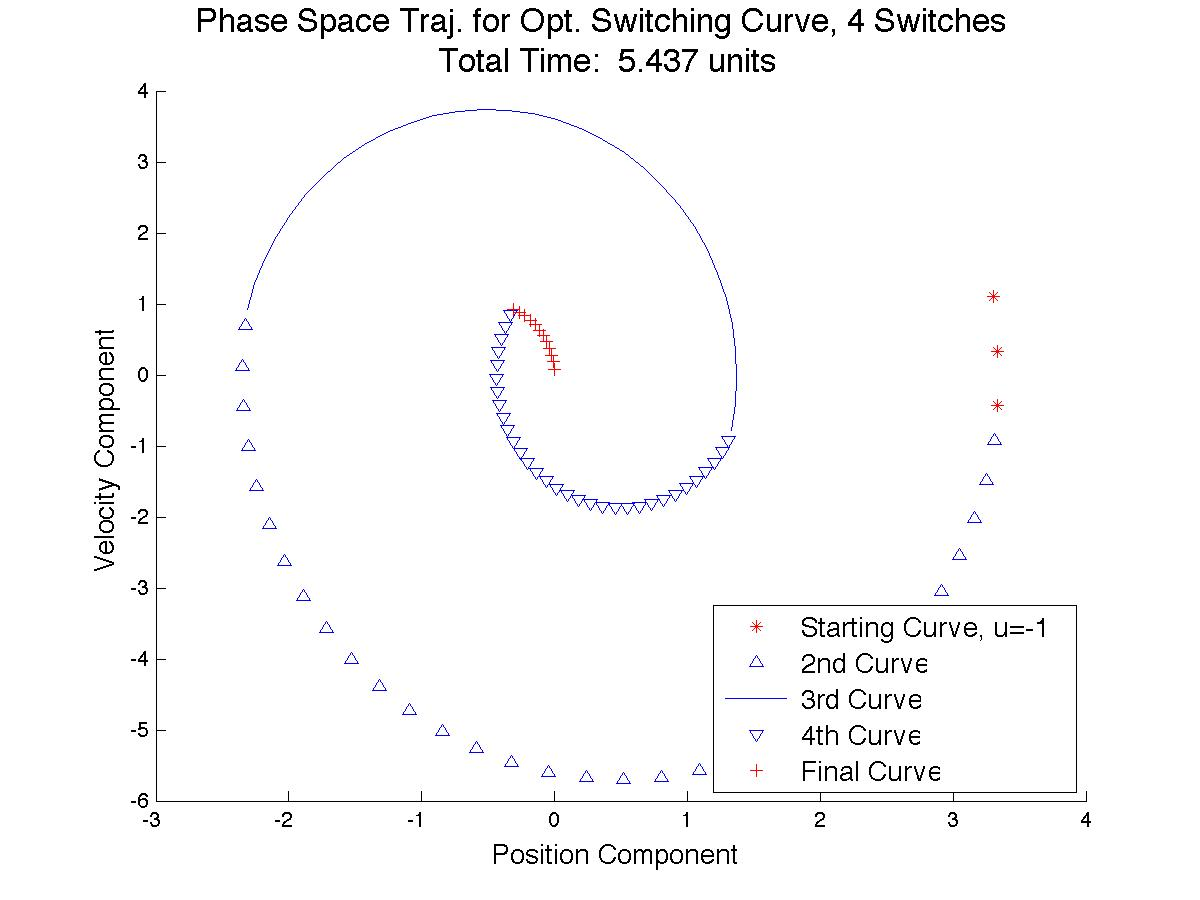 Phase Space Traj. for Opt. Switching Curve, 4 Switches
Total Time:  5.437 units
4
3
2
1
0
-1
-2
-3
-4
-5
-6
Velocity Component
Starting Curve, u=-1
2nd Curve
3rd Curve
4th Curve
Final Curve
-3 -2 -1 0 1 2 3 4
Position Component